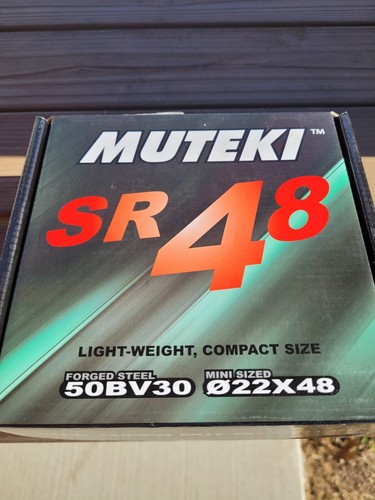 MUTEKI™
SR48
LIGHT-WEIGHT, COMPACT SIZE
FORGED STEEL MINI SIZED
50BV30 Ø22X48